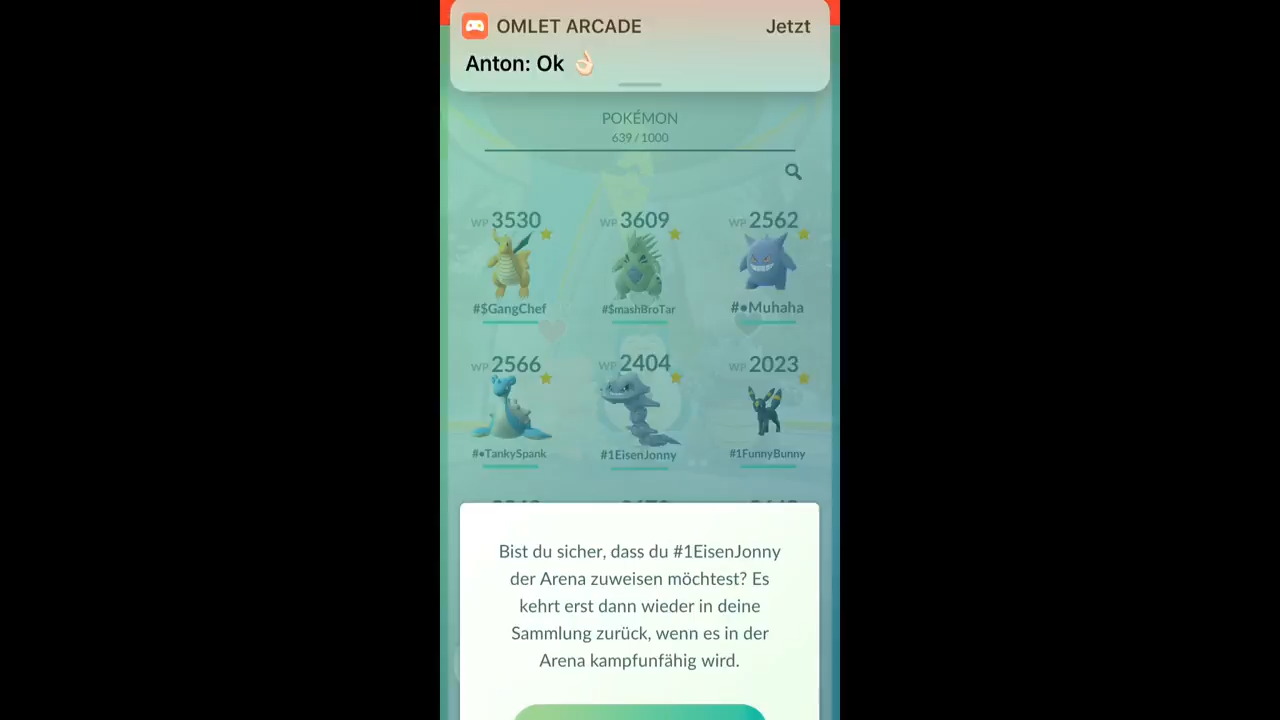 OMLET ARCADE Jetzt
Anton: Ok 👌🏻
POKÉMON
639 / 1000
WP 3530 WP 3609 WP 2562
#$GangChef #$mashBroTar #●Muhaha
WP 2566 WP 2404 WP 2023
#●TankySpank #1EisenJonny #1FunnyBunny
Bist du sicher, dass du #1EisenJonny
der Arena zuweisen möchtest? Es
kehrt erst dann wieder in deine
Sammlung zurück, wenn es in der
Arena kampfunfähig wird.